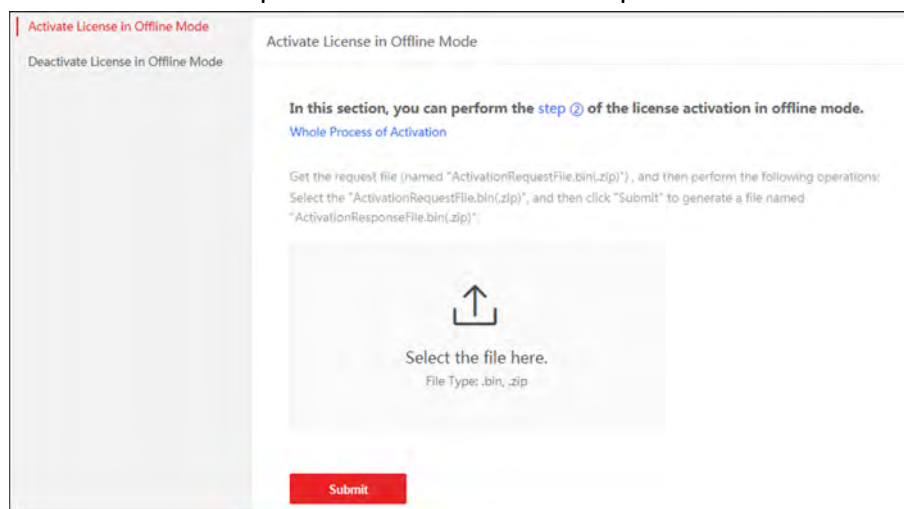 Activate License in Offline Mode
Deactivate License in Offline Mode
Activate License in Offline Mode
In this section, you can perform the step ② of the license activation in offline mode.
Whole Process of Activation
Get the request file (named "ActivationRequestFile.bin(.zip)") , and then perform the following operations:
Select the "ActivationRequestFile.bin(.zip)", and then click "Submit" to generate a file named
"ActivationResponseFile.bin(.zip)".
Select the file here.
File Type: .bin, .zip
Submit